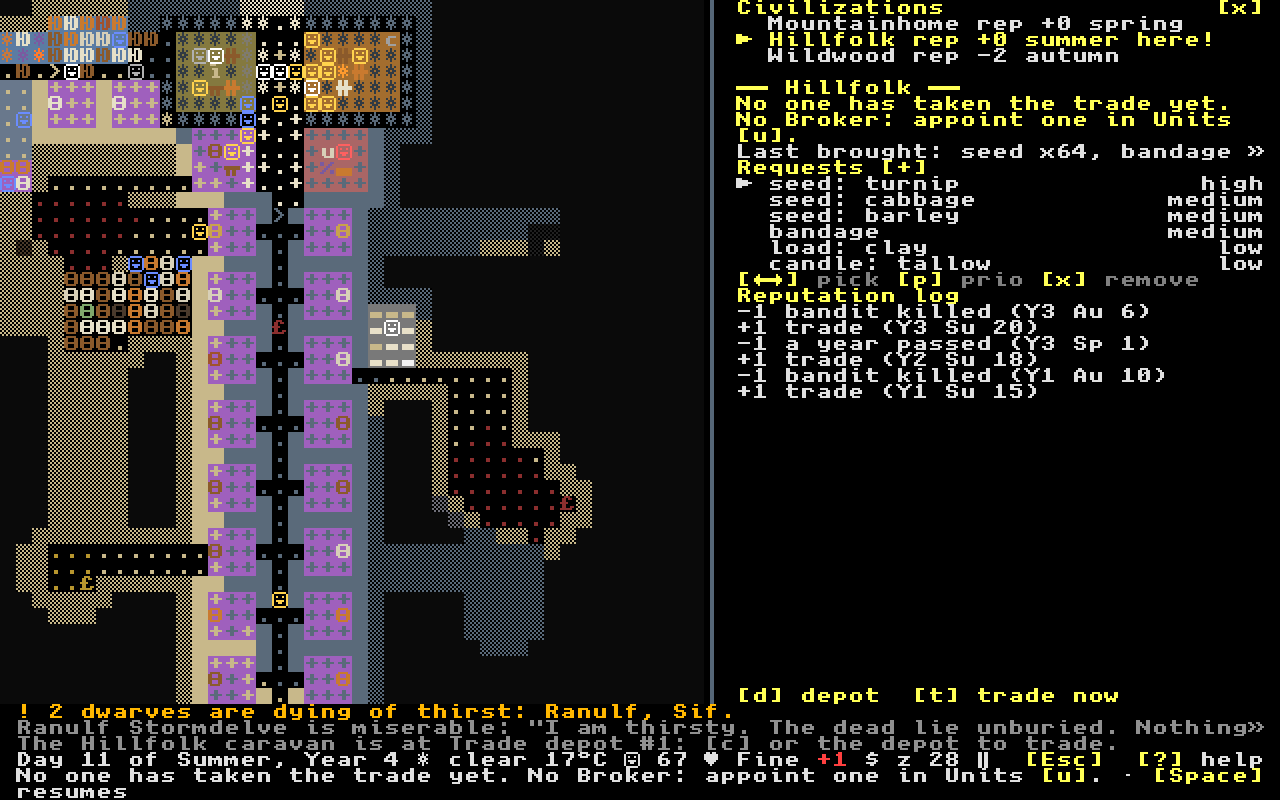 Civilizations [x]
Mountainhome rep +0 spring
► Hillfolk rep +0 summer here!
Wildwood rep -2 autumn
── Hillfolk ──
No one has taken the trade yet.
No Broker: appoint one in Units
[u].
Last brought: seed x64, bandage »
Requests [+]
► seed: turnip high
seed: cabbage medium
seed: barley medium
bandage medium
load: clay low
candle: tallow low
[↔] pick [p] prio [x] remove
Reputation log
-1 bandit killed (Y3 Au 6)
+1 trade (Y3 Su 20)
-1 a year passed (Y3 Sp 1)
+1 trade (Y2 Su 18)
-1 bandit killed (Y1 Au 10)
+1 trade (Y1 Su 15)
[d] depot [t] trade now
! 2 dwarves are dying of thirst: Ranulf, Sif.
Ranulf Stormdelve is miserable: "I am thirsty. The dead lie unburied. Nothing»
The Hillfolk caravan is at Trade depot #1: [c] or the depot to trade.
Day 11 of Summer, Year 4 ☼ clear 17°C ☺ 67 ♥ Fine +1 $ z 28 ‖ [Esc] [?] help
No one has taken the trade yet. No Broker: appoint one in Units [u]. · [Space]
resumes